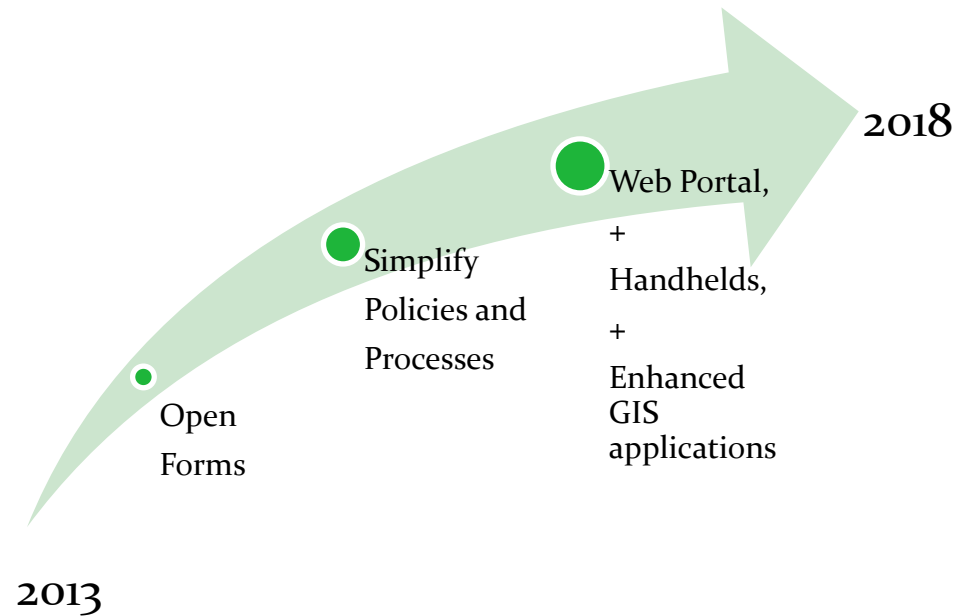 2013
Open
Forms
Simplify
Policies and
Processes
Web Portal,
+
Handhelds,
+
Enhanced
GIS
applications
2018